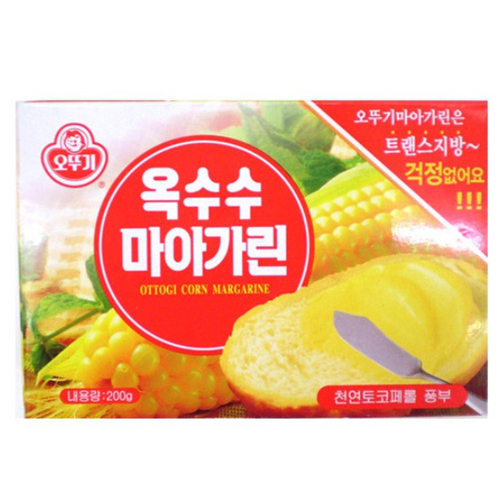 오뚜기
®
옥수수
마아가린
OTTOGI CORN MARGARINE
오뚜기마아가린은
트랜스지방~
걱정없어요
!!!
내용량:200g
천연토코페롤 풍부